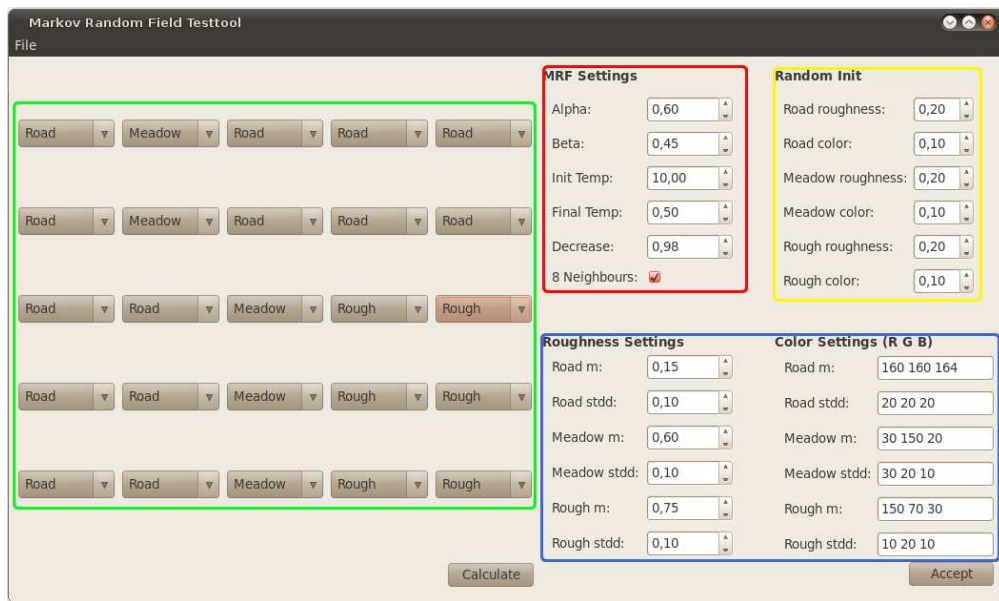 Markov Random Field Testtool
File
MRF Settings
Random Init
Alpha: 0,60
Road roughness: 0,20
Road Meadow Road Road Road
Beta: 0,45
Road color: 0,10
Init Temp: 10,00
Meadow roughness: 0,20
Final Temp: 0,50
Meadow color: 0,10
Road Meadow Road Road Road
Decrease: 0,98
Rough roughness: 0,20
8 Neighbours:
Rough color: 0,10
Road Road Meadow Rough Rough
Roughness Settings
Color Settings (R G B)
Road m: 0,15
Road m: 160 160 164
Road Road Meadow Rough Rough
Road stdd: 0,10
Road stdd: 20 20 20
Meadow m: 0,60
Meadow m: 30 150 20
Meadow stdd: 0,10
Meadow stdd: 30 20 10
Road Road Meadow Rough Rough
Rough m: 0,75
Rough m: 150 70 30
Rough stdd: 0,10
Rough stdd: 10 20 10
Calculate
Accept